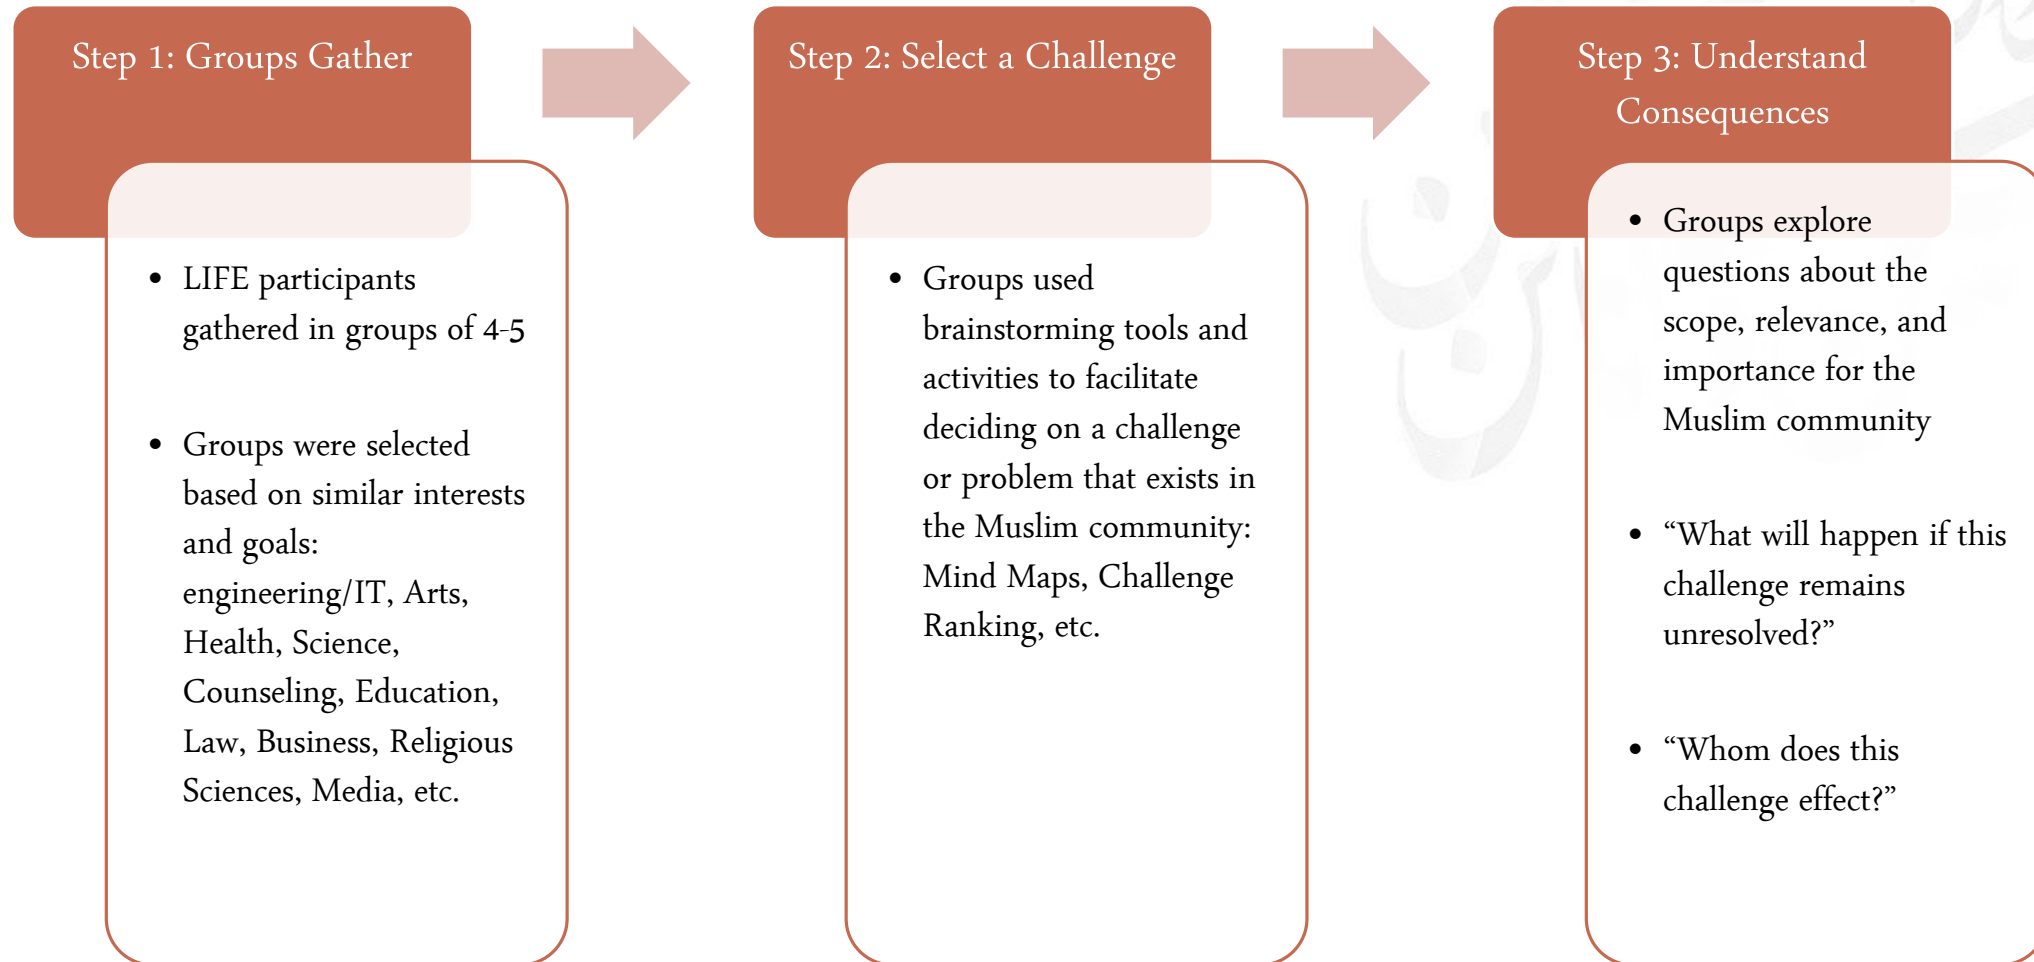 Step 1: Groups Gather
• LIFE participants
gathered in groups of 4-5
• Groups were selected
based on similar interests
and goals:
engineering/IT, Arts,
Health, Science,
Counseling, Education,
Law, Business, Religious
Sciences, Media, etc.
Step 2: Select a Challenge
• Groups used
brainstorming tools and
activities to facilitate
deciding on a challenge
or problem that exists in
the Muslim community:
Mind Maps, Challenge
Ranking, etc.
Step 3: Understand
Consequences
• Groups explore
questions about the
scope, relevance, and
importance for the
Muslim community
• “What will happen if this
challenge remains
unresolved?”
• “Whom does this
challenge effect?”